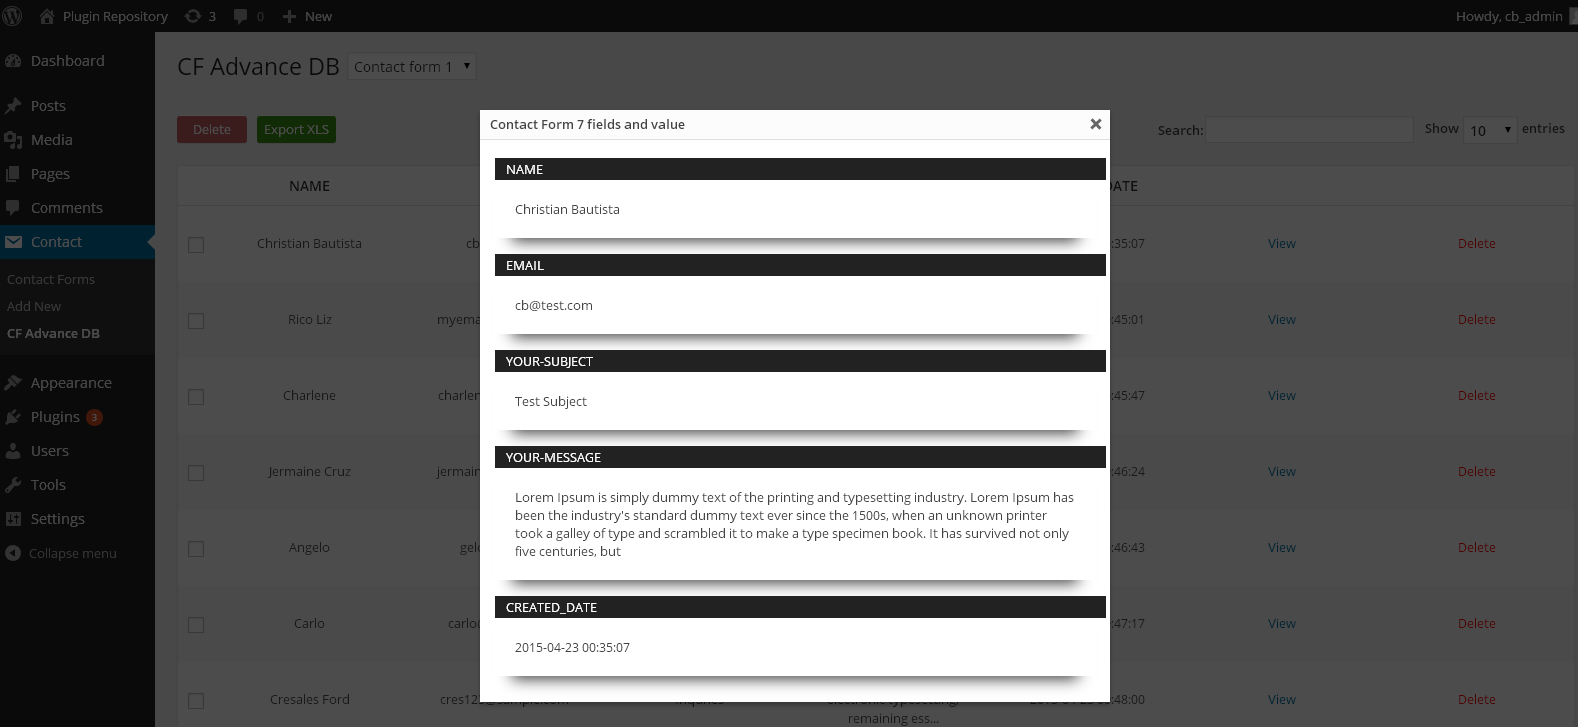 Plugin Repository 3 0 New Howdy, cb_admin
Dashboard
Posts
Media
Pages
Comments
Contact
Contact Forms
Add New
CF Advance DB
Appearance
Plugins 3
Users
Tools
Settings
Collapse menu
CF Advance DB Contact form 1
Delete Export XLS Search: Show 10 entries
NAME
Christian Bautista cb :35:07 View Delete
Rico Liz myema :45:01 View Delete
Charlene charlen :45:47 View Delete
Jermaine Cruz jermain :46:24 View Delete
Angelo gel :46:43 View Delete
Carlo carlo :47:17 View Delete
Cresales Ford :48:00 View Delete
remaining ess...
Contact Form 7 fields and value
NAME
Christian Bautista
EMAIL
cb@test.com
YOUR-SUBJECT
Test Subject
YOUR-MESSAGE
Lorem Ipsum is simply dummy text of the printing and typesetting industry. Lorem Ipsum has
been the industry's standard dummy text ever since the 1500s, when an unknown printer
took a galley of type and scrambled it to make a type specimen book. It has survived not only
five centuries, but
CREATED_DATE
2015-04-23 00:35:07